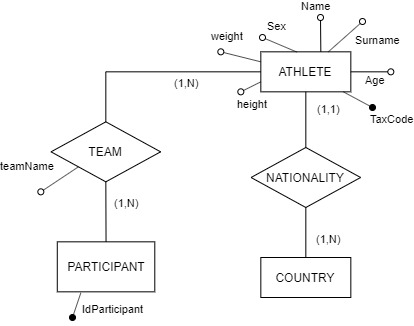 Name
Sex
weight
Surname
ATHLETE
Age
(1,N)
height
(1,1)
TaxCode
TEAM
teamName
NATIONALITY
(1,N)
(1,N)
PARTICIPANT
COUNTRY
IdParticipant